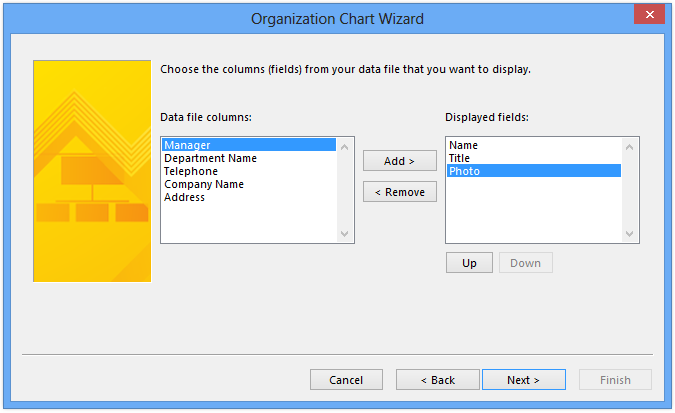 Organization Chart Wizard
Choose the columns (fields) from your data file that you want to display.
Data file columns:
Manager
Department Name
Telephone
Company Name
Address
Add >
< Remove
Displayed fields:
Name
Title
Photo
Up
Down
Cancel
< Back
Next >
Finish